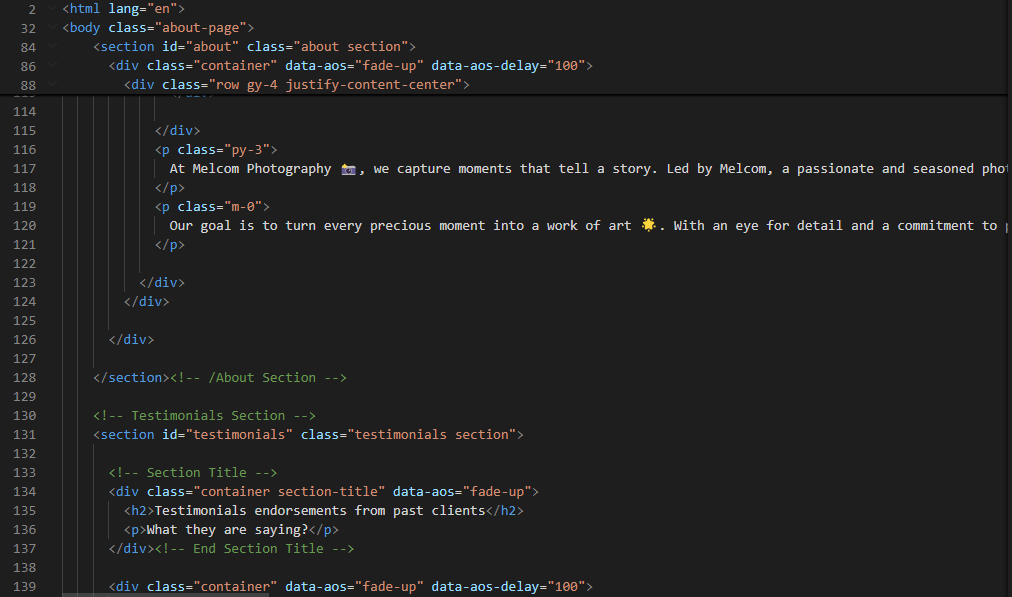 2 <html lang="en">
32 <body class="about-page">
84 <section id="about" class="about section">
86 <div class="container" data-aos="fade-up" data-aos-delay="100">
88 <div class="row gy-4 justify-content-center">
114
115 </div>
116 <p class="py-3">
117 At Melcom Photography 📸, we capture moments that tell a story. Led by Melcom, a passionate and seasoned
118 </p>
119 <p class="m-0">
120 Our goal is to turn every precious moment into a work of art 🌟. With an eye for detail and a commitment to
121 </p>
122
123 </div>
124 </div>
125
126 </div>
127
128 </section><!-- /About Section -->
129
130 <!-- Testimonials Section -->
131 <section id="testimonials" class="testimonials section">
132
133 <!-- Section Title -->
134 <div class="container section-title" data-aos="fade-up">
135 <h2>Testimonials endorsements from past clients</h2>
136 <p>What they are saying?</p>
137 </div><!-- End Section Title -->
138
139 <div class="container" data-aos="fade-up" data-aos-delay="100">